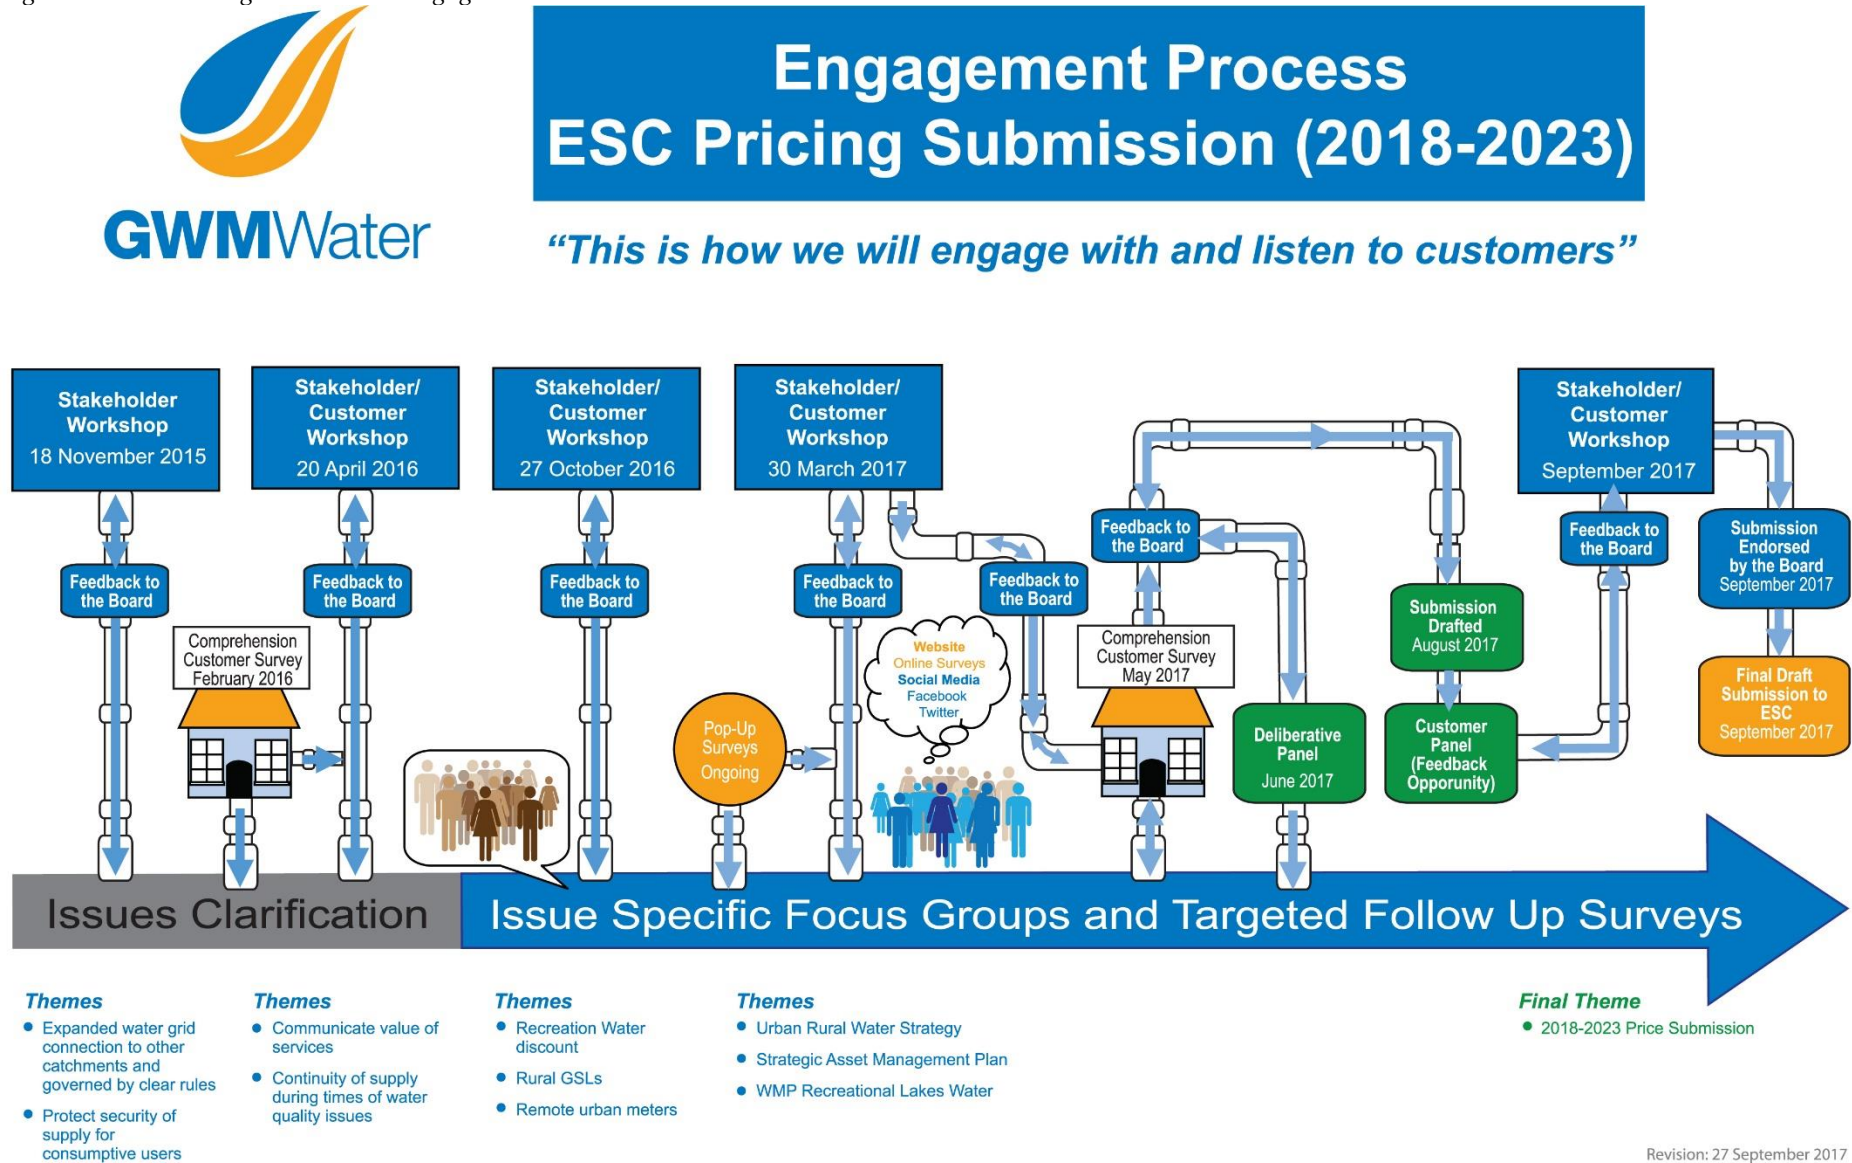 Engagement Process
ESC Pricing Submission (2018-2023)
GWMWater
“This is how we will engage with and listen to customers”
Stakeholder
Workshop
18 November 2015
Stakeholder/
Customer
Workshop
20 April 2016
Stakeholder/
Customer
Workshop
27 October 2016
Stakeholder/
Customer
Workshop
30 March 2017
Stakeholder/
Customer
Workshop
September 2017
Feedback to
the Board
Feedback to
the Board
Feedback to
the Board
Feedback to
the Board
Feedback to
the Board
Feedback to
the Board
Feedback to
the Board
Submission
Endorsed
by the Board
September 2017
Comprehension
Customer Survey
February 2016
Pop-Up
Surveys
Ongoing
Website
Online Surveys
Social Media
Facebook
Twitter
Comprehension
Customer Survey
May 2017
Deliberative
Panel
June 2017
Submission
Drafted
August 2017
Customer
Panel
(Feedback
Opporunity)
Final Draft
Submission to
ESC
September 2017
Issues Clarification
Issue Specific Focus Groups and Targeted Follow Up Surveys
Themes
• Expanded water grid
connection to other
catchments and
governed by clear rules
• Protect security of
supply for
consumptive users
Themes
• Communicate value of
services
• Continuity of supply
during times of water
quality issues
Themes
• Recreation Water
discount
• Rural GSLs
• Remote urban meters
Themes
• Urban Rural Water Strategy
• Strategic Asset Management Plan
• WMP Recreational Lakes Water
Final Theme
• 2018-2023 Price Submission
Revision: 27 September 2017